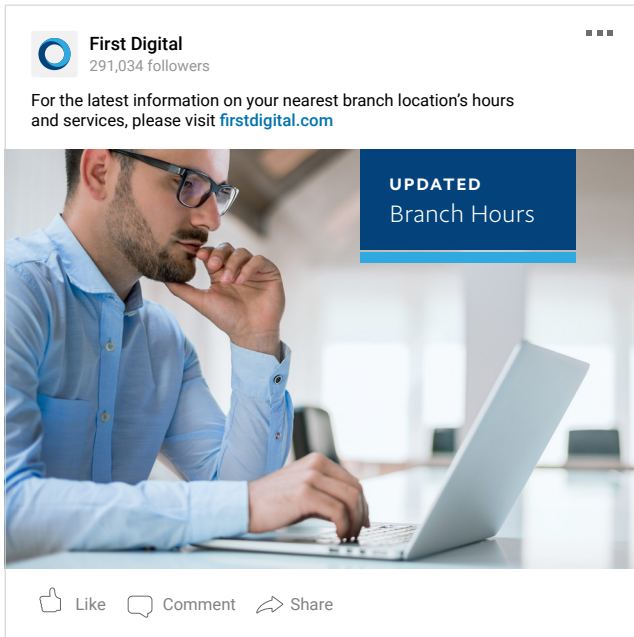 First Digital
291,034 followers
For the latest information on your nearest branch location’s hours
and services, please visit firstdigital.com
UPDATED
Branch Hours
Like Comment Share